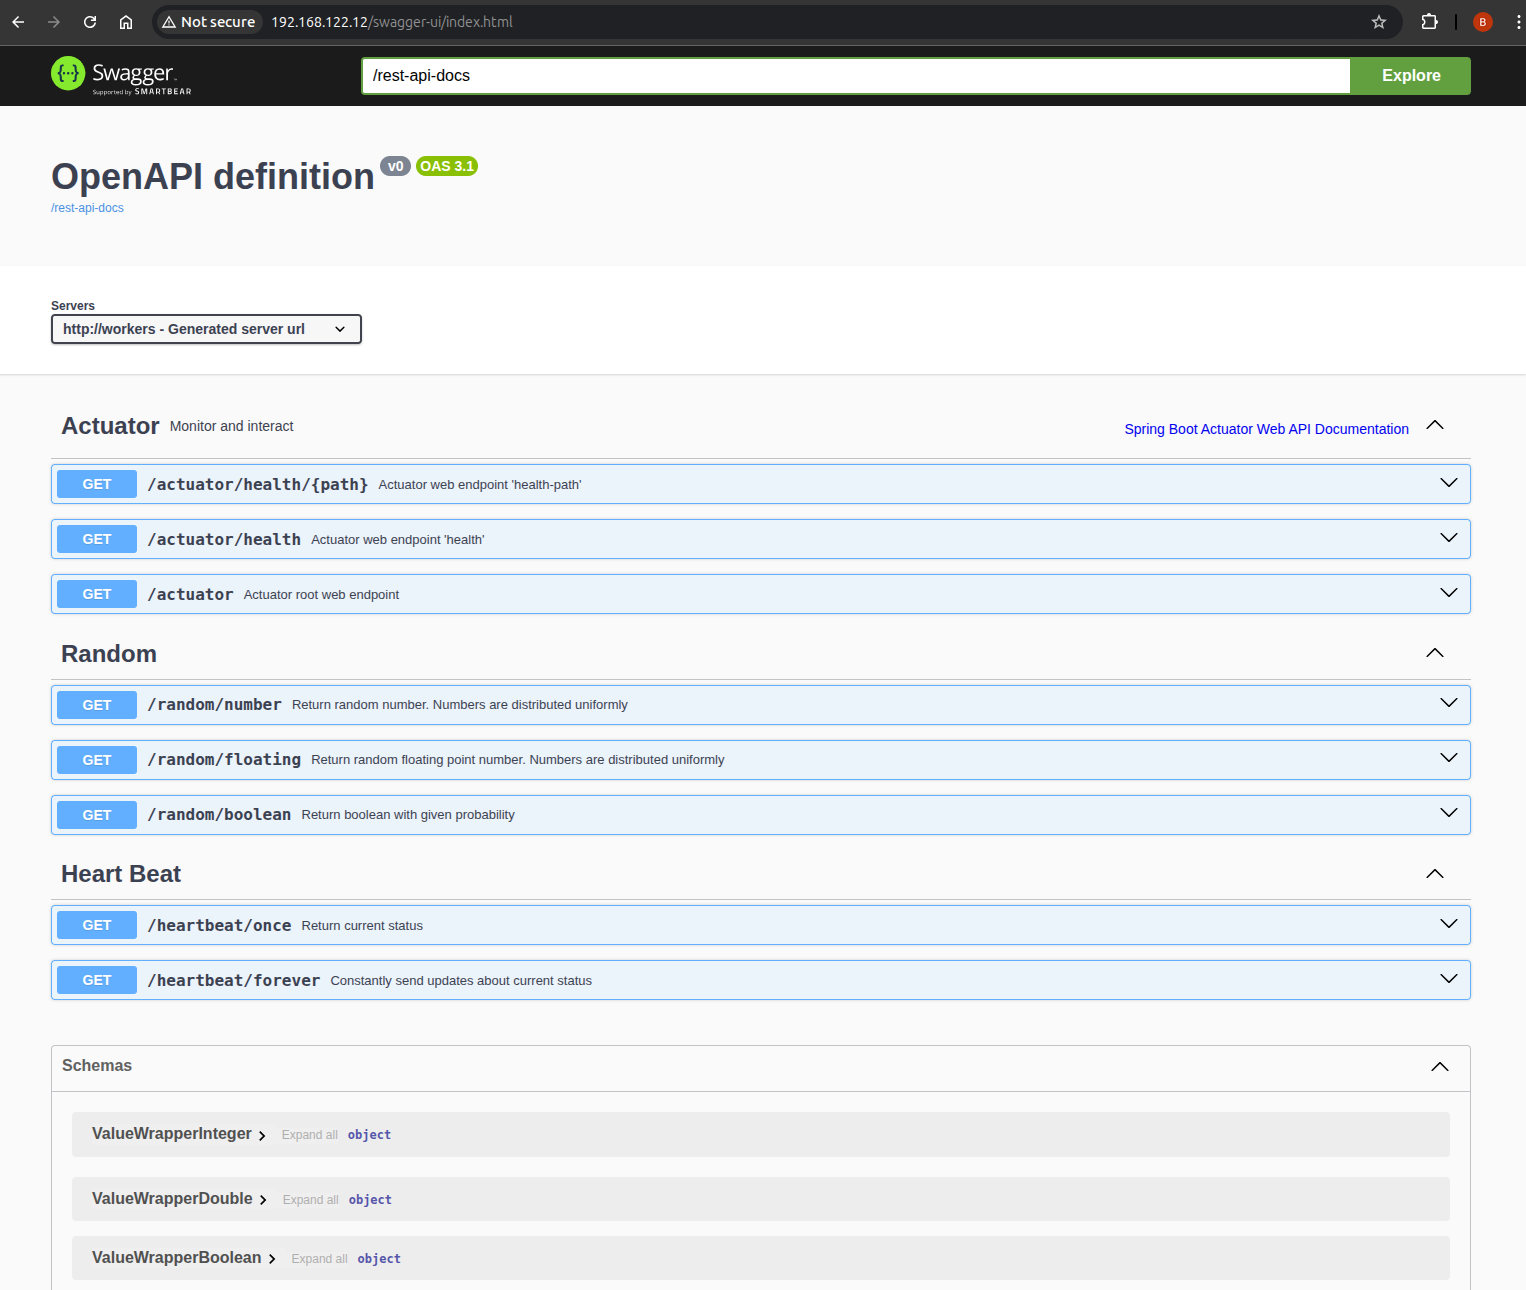 Not secure 192.168.122.12/swagger-ui/index.html B
{...} Swagger
Supported by SMARTBEAR
/rest-api-docs Explore
OpenAPI definition v0 OAS 3.1
/rest-api-docs
Servers
http://workers - Generated server url
Actuator Monitor and interact Spring Boot Actuator Web API Documentation
GET /actuator/health/{path} Actuator web endpoint 'health-path'
GET /actuator/health Actuator web endpoint 'health'
GET /actuator Actuator root web endpoint
Random
GET /random/number Return random number. Numbers are distributed uniformly
GET /random/floating Return random floating point number. Numbers are distributed uniformly
GET /random/boolean Return boolean with given probability
Heart Beat
GET /heartbeat/once Return current status
GET /heartbeat/forever Constantly send updates about current status
Schemas
ValueWrapperInteger Expand all object
ValueWrapperDouble Expand all object
ValueWrapperBoolean Expand all object